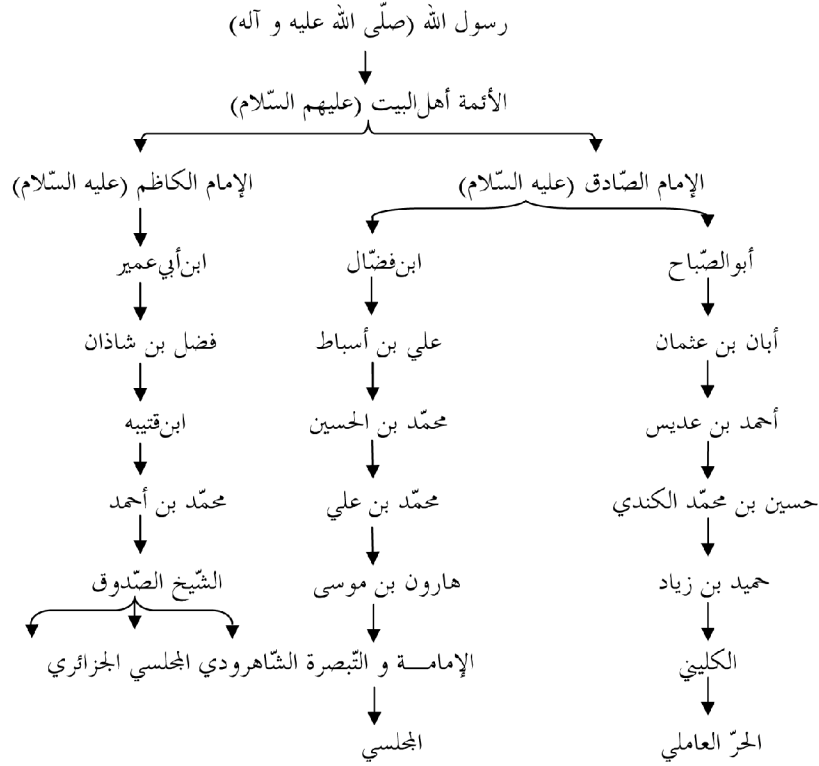 رسول الله (صلّى الله عليه و آله)
الأئمة أهل‌البيت (عليهم السّلام)
الإمام الصّادق (عليه السّلام) الإمام الكاظم (عليه السّلام)
أبوالصّباح ابن‌فضّال ابن‌أبي‌عمير
أبان بن عثمان علي بن أسباط فضل بن شاذان
أحمد بن عديس محمّد بن الحسين ابن‌قتيبه
حسين بن محمّد الكندي محمّد بن علي محمّد بن أحمد
حميد بن زياد هارون بن موسى الشّيخ الصّدوق
الكليني الإمامـــة و التّبصرة الشّاهرودي المجلسي الجزائري
الحرّ العاملي المجلسي